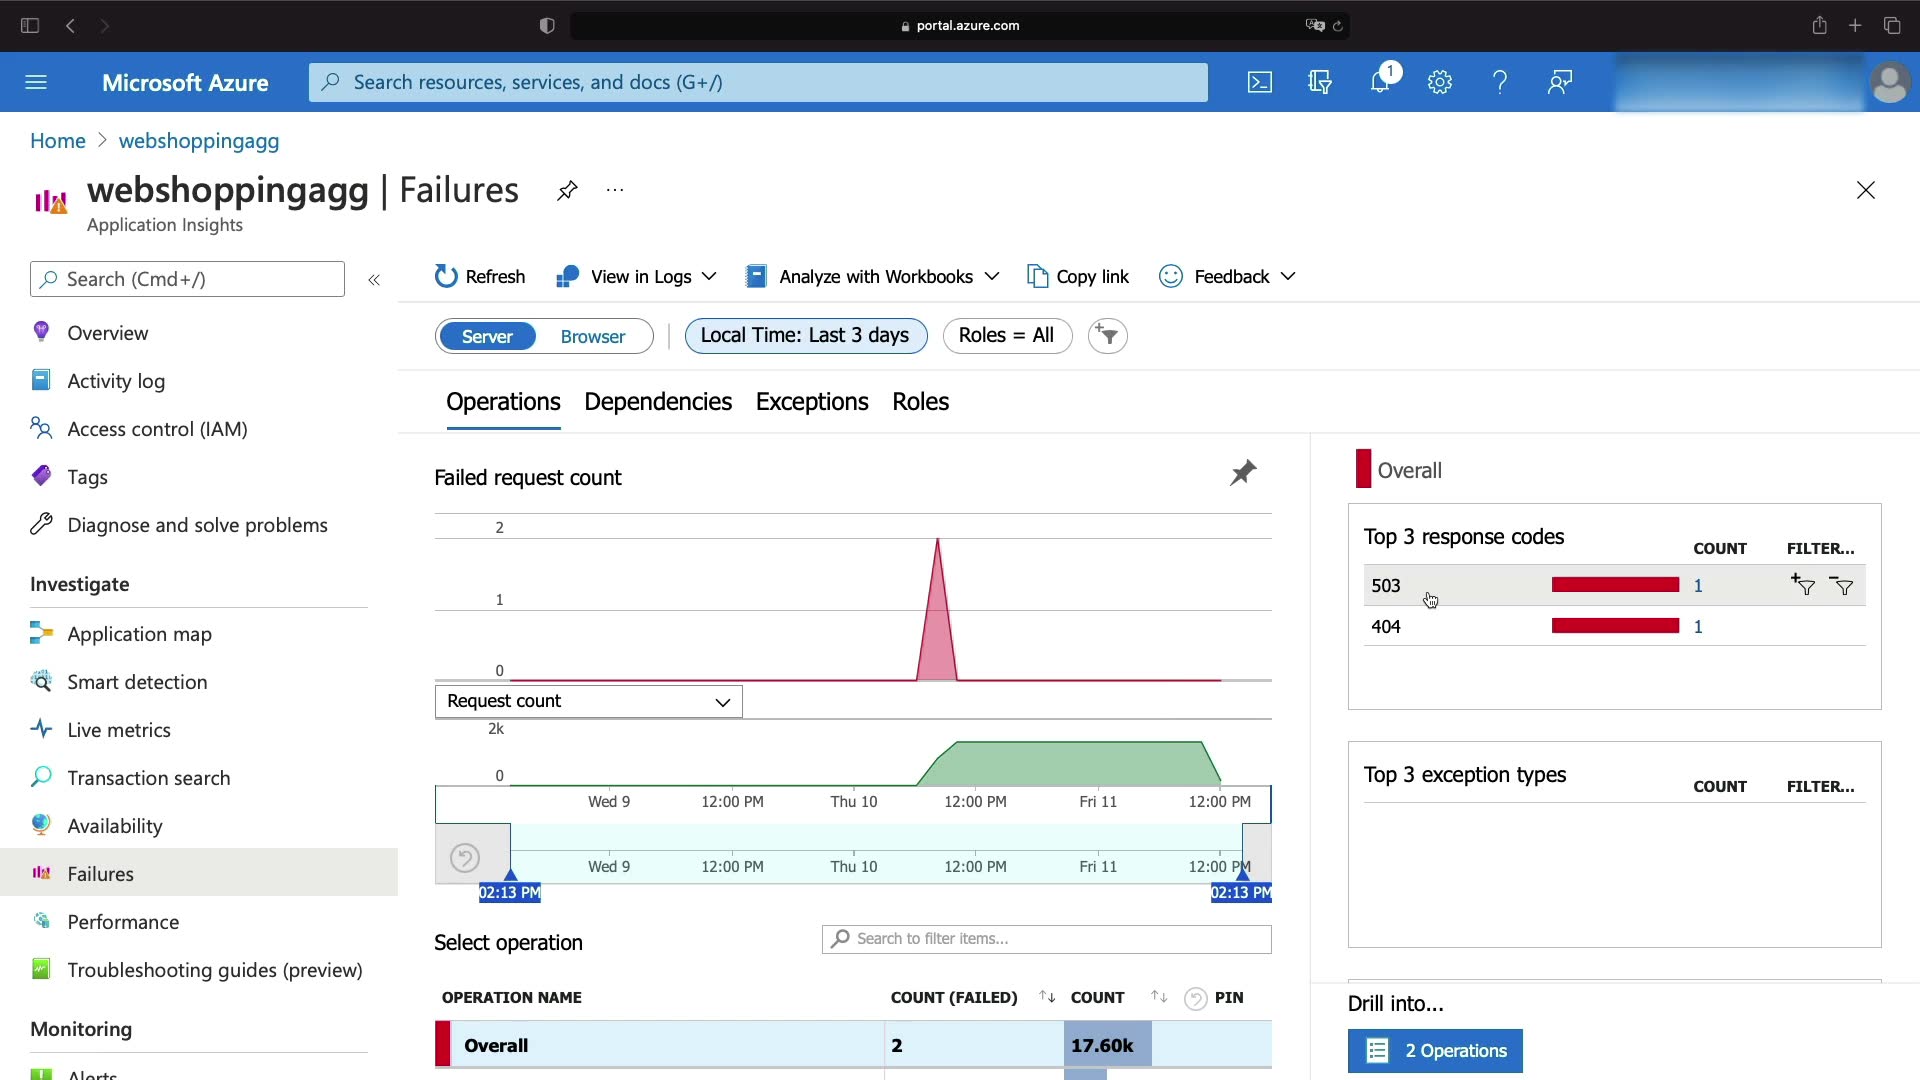 portal.azure.com
Microsoft Azure
Search resources, services, and docs (G+/)
1
Home > webshoppingagg
webshoppingagg | Failures
Application Insights
Search (Cmd+/)
Overview
Activity log
Access control (IAM)
Tags
Diagnose and solve problems
Investigate
Application map
Smart detection
Live metrics
Transaction search
Availability
Failures
Performance
Troubleshooting guides (preview)
Monitoring
Alerts
Refresh
View in Logs
Analyze with Workbooks
Copy link
Feedback
Server
Browser
Local Time: Last 3 days
Roles = All
Operations
Dependencies
Exceptions
Roles
Failed request count
2
1
0
Request count
2k
0
Wed 9 12:00 PM Thu 10 12:00 PM Fri 11 12:00 PM
Wed 9 12:00 PM Thu 10 12:00 PM Fri 11 12:00 PM
02:13 PM 02:13 PM
Select operation
Search to filter items...
OPERATION NAME COUNT (FAILED) COUNT PIN
Overall 2 17.60k
Overall
Top 3 response codes COUNT FILTER...
503 1
404 1
Top 3 exception types COUNT FILTER...
Drill into...
2 Operations